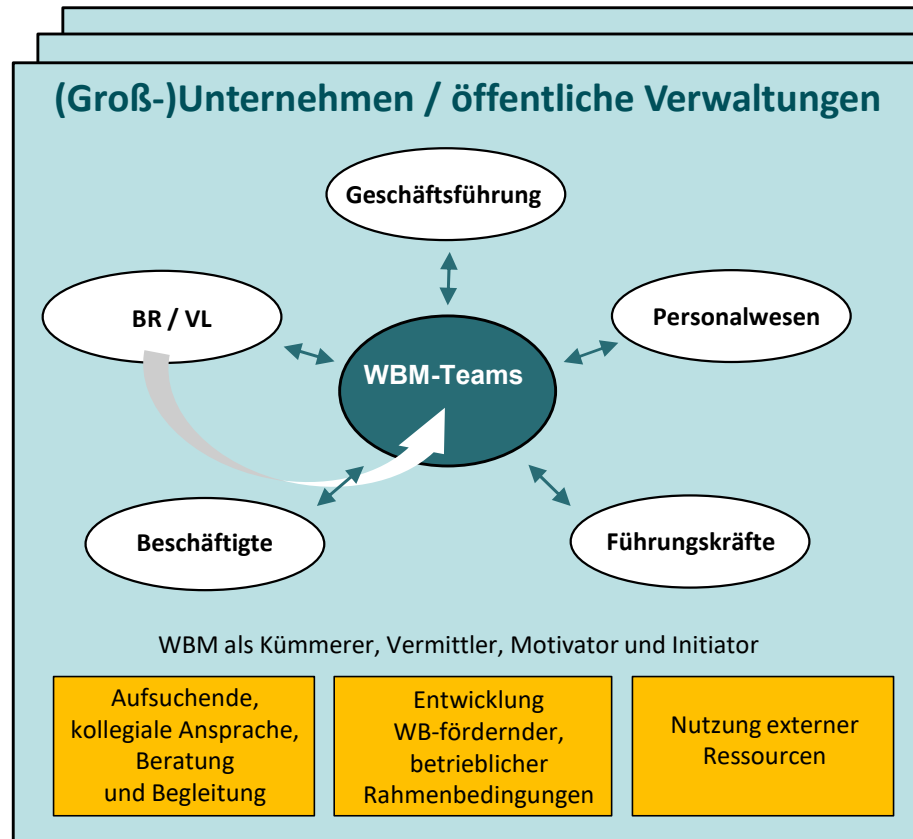 (Groß-)Unternehmen / öffentliche Verwaltungen
Geschäftsführung
BR / VL
Personalwesen
WBM-Teams
Beschäftigte
Führungskräfte
WBM als Kümmerer, Vermittler, Motivator und Initiator
Aufsuchende,
kollegiale Ansprache,
Beratung
und Begleitung
Entwicklung
WB-fördernder,
betrieblicher
Rahmenbedingungen
Nutzung externer
Ressourcen